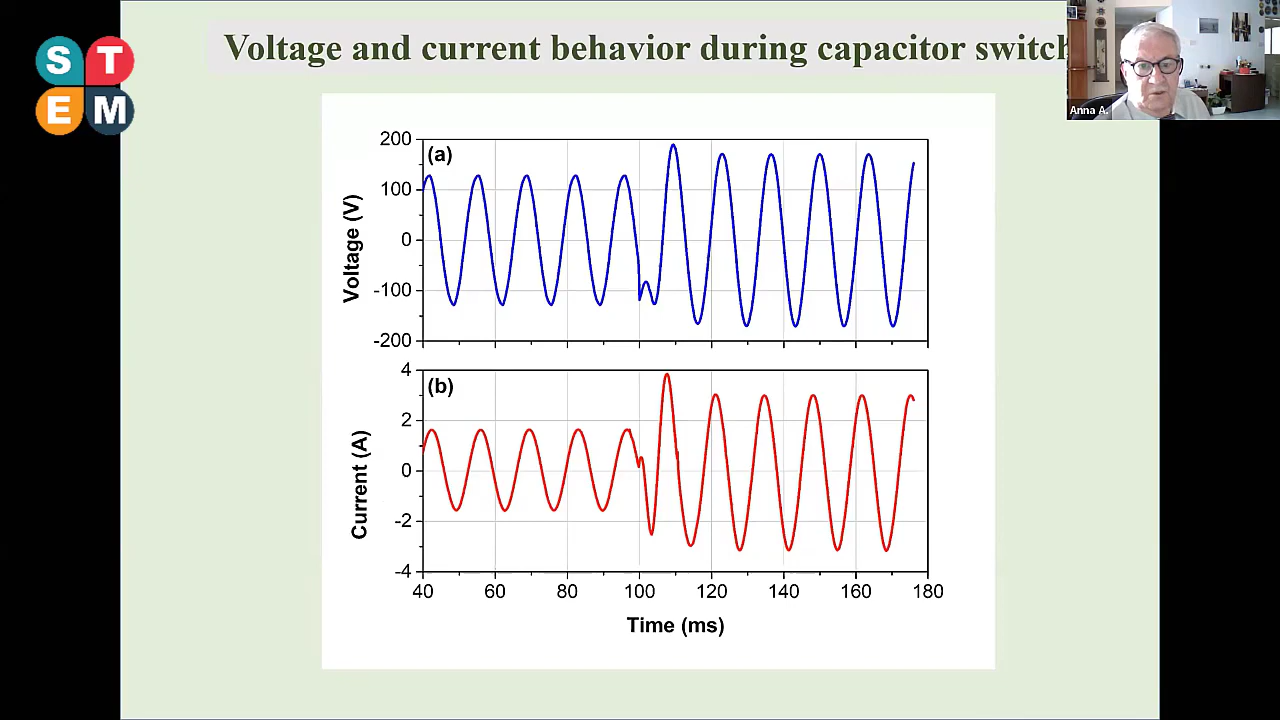 Voltage and current behavior during capacitor switch
S T
E M
Anna A.
(a)
200
100
0
-100
-200
Voltage (V)
(b)
4
2
0
-2
-4
Current (A)
40 60 80 100 120 140 160 180
Time (ms)